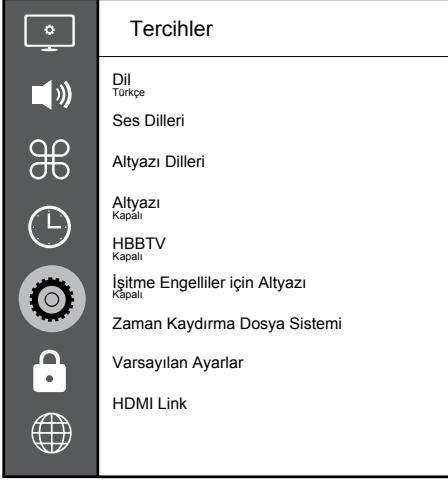 Tercihler
Dil
Türkçe
Ses Dilleri
Altyazı Dilleri
Altyazı
Kapalı
HBBTV
Kapalı
İşitme Engelliler için Altyazı
Kapalı
Zaman Kaydırma Dosya Sistemi
Varsayılan Ayarlar
HDMI Link